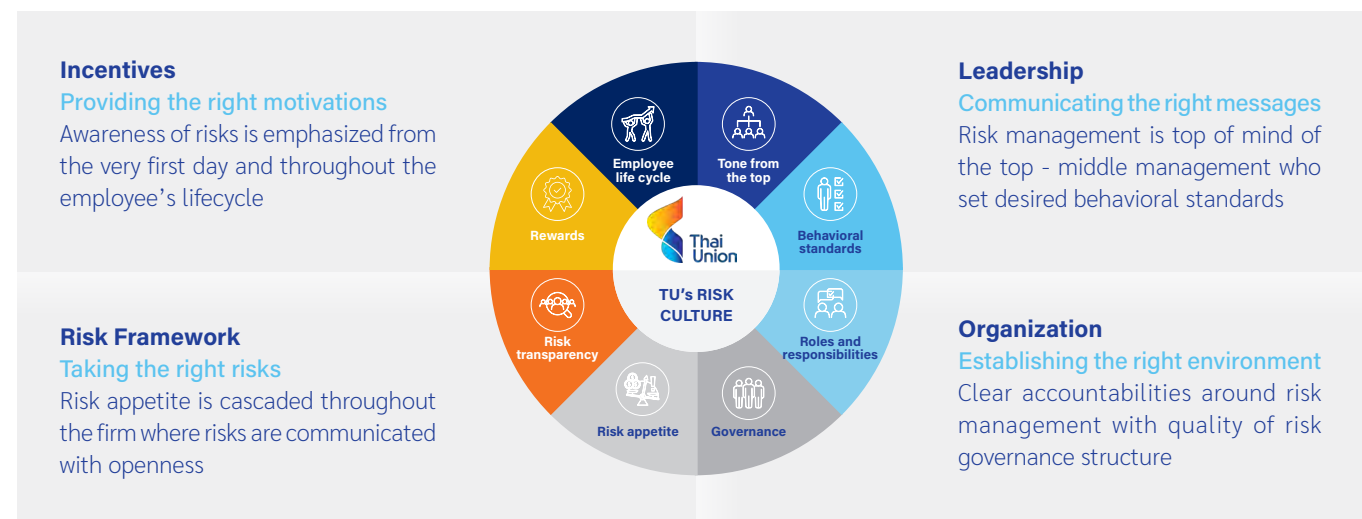 Incentives
Providing the right motivations
Awareness of risks is emphasized from
the very first day and throughout the
employee's lifecycle
Risk Framework
Taking the right risks
Risk appetite is cascaded throughout
the firm where risks are communicated
with openness
Employee
life cycle
Tone from
the top
Rewards
Behavioral
standards
Thai
Union
TU's RISK
CULTURE
Risk
transparency
Roles and
responsibilities
Risk appetite
Governance
Leadership
Communicating the right messages
Risk management is top of mind of
the top - middle management who
set desired behavioral standards
Organization
Establishing the right environment
Clear accountabilities around risk
management with quality of risk
governance structure